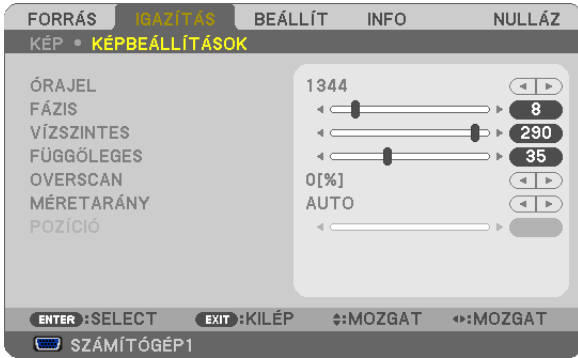 FORRÁS IGAZÍTÁS BEÁLLÍT INFO NULLÁZ
KÉP • KÉPBEÁLLÍTÁSOK
ÓRAJEL 1344
FÁZIS 8
VÍZSZINTES 290
FÜGGŐLEGES 35
OVERSCAN 0[%]
MÉRETARÁNY AUTO
POZÍCIÓ
ENTER :SELECT EXIT :KILÉP :MOZGAT :MOZGAT
SZÁMÍTÓGÉP1